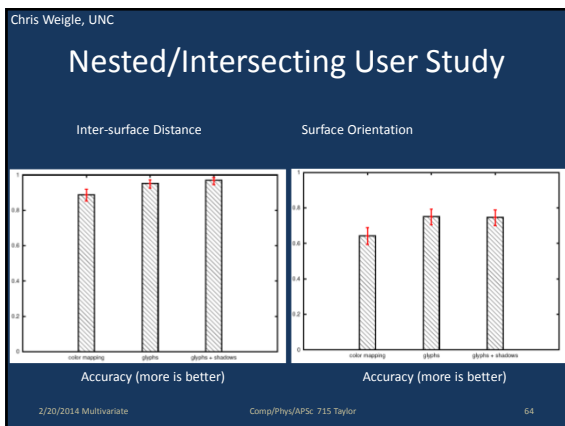 Chris Weigle, UNC
Nested/Intersecting User Study
Inter-surface Distance
Surface Orientation
1
0.8
0.6
0.4
0.2
0
color mapping glyphs glyphs + shadows
1
0.8
0.6
0.4
0.2
0
color mapping glyphs glyphs + shadows
Accuracy (more is better)
Accuracy (more is better)
2/20/2014 Multivariate Comp/Phys/APSc 715 Taylor 64